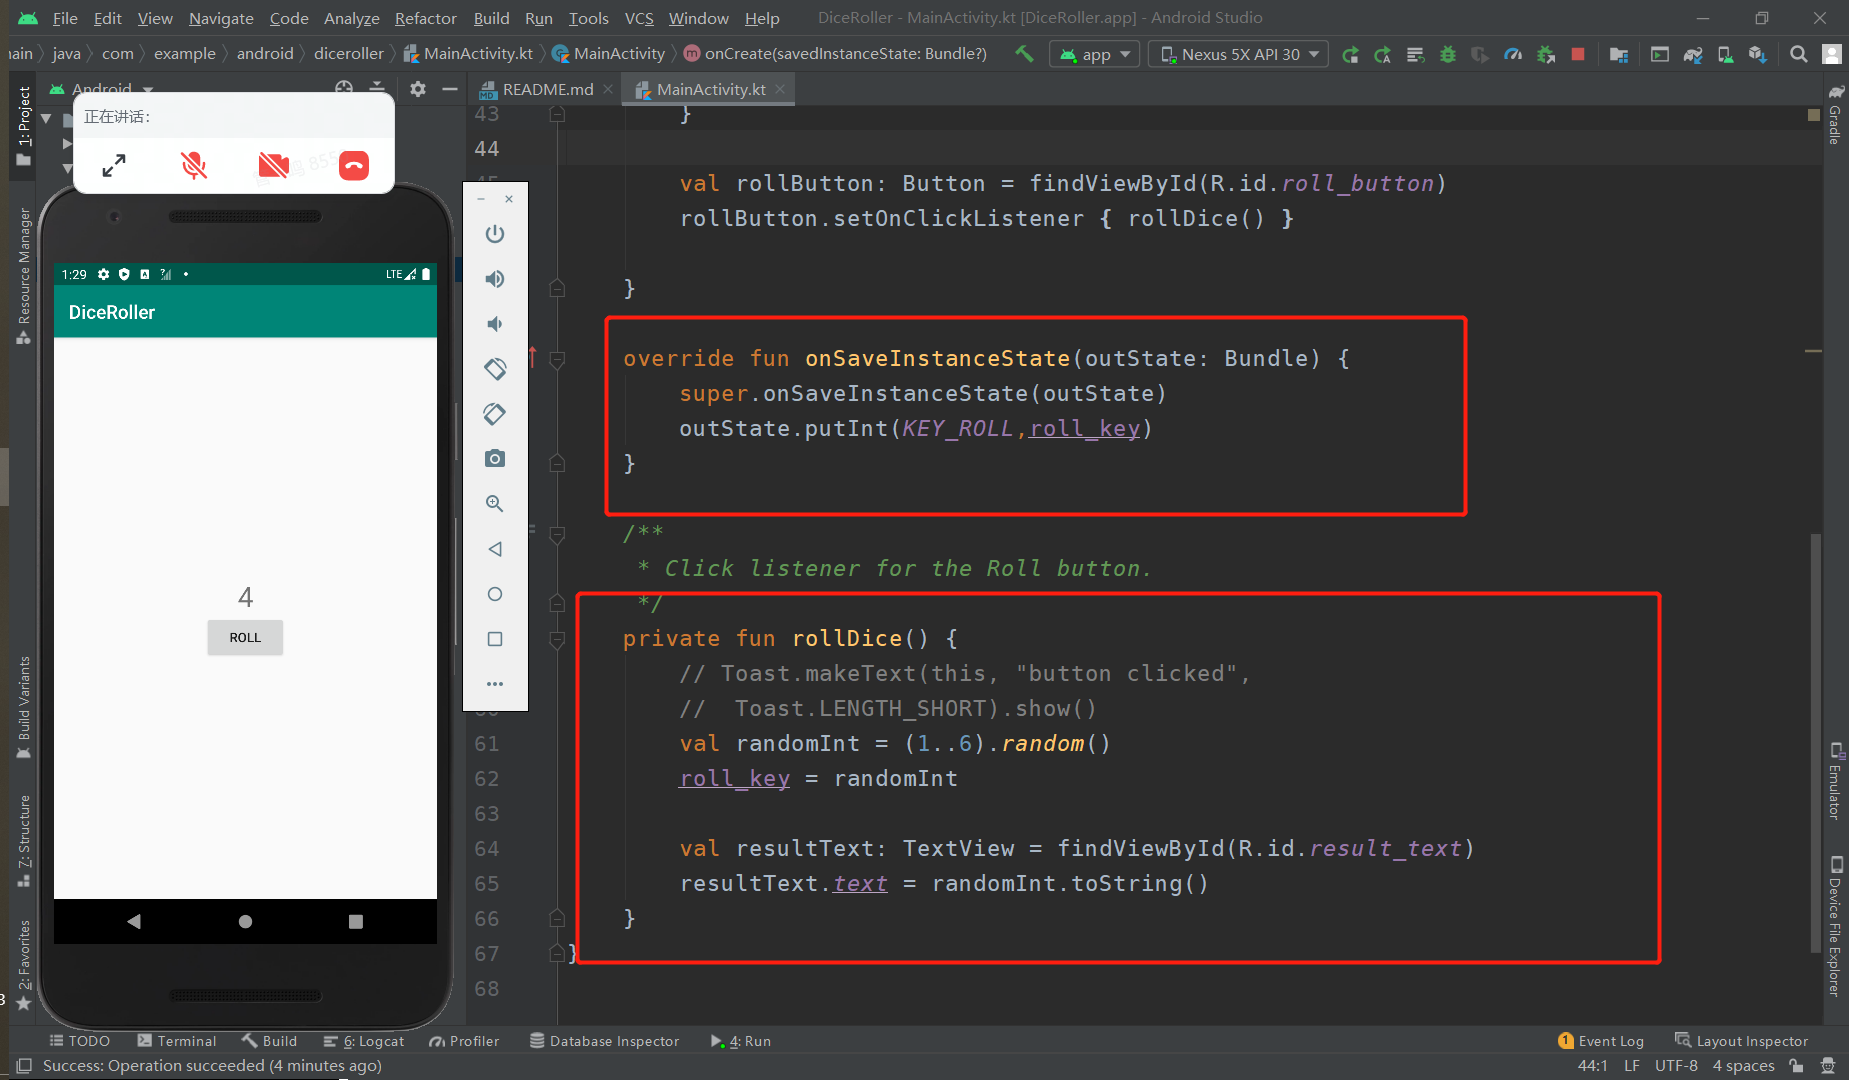 File Edit View Navigate Code Analyze Refactor Build Run Tools VCS Window Help DiceRoller - MainActivity.kt [DiceRoller.app] - Android Studio
java com example android diceroller MainActivity.kt MainActivity onCreate(savedInstanceState: Bundle?) app Nexus 5X API 30
Android README.md MainActivity.kt
正在讲话:
1: Project
Resource Manager
Build Variants
Z: Structure
2: Favorites
1:29 LTE
DiceRoller
4
ROLL
43 }
44
val rollButton: Button = findViewById(R.id.roll_button)
rollButton.setOnClickListener { rollDice() }
}
override fun onSaveInstanceState(outState: Bundle) {
super.onSaveInstanceState(outState)
outState.putInt(KEY_ROLL,roll_key)
}
/**
* Click listener for the Roll button.
*/
private fun rollDice() {
// Toast.makeText(this, "button clicked",
// Toast.LENGTH_SHORT).show()
61 val randomInt = (1..6).random()
62 roll_key = randomInt
63
64 val resultText: TextView = findViewById(R.id.result_text)
65 resultText.text = randomInt.toString()
66 }
67 }
68
Gradle
Emulator
Device File Explorer
TODO Terminal Build 6: Logcat Profiler Database Inspector 4: Run 1 Event Log Layout Inspector
Success: Operation succeeded (4 minutes ago) 44:1 LF UTF-8 4 spaces